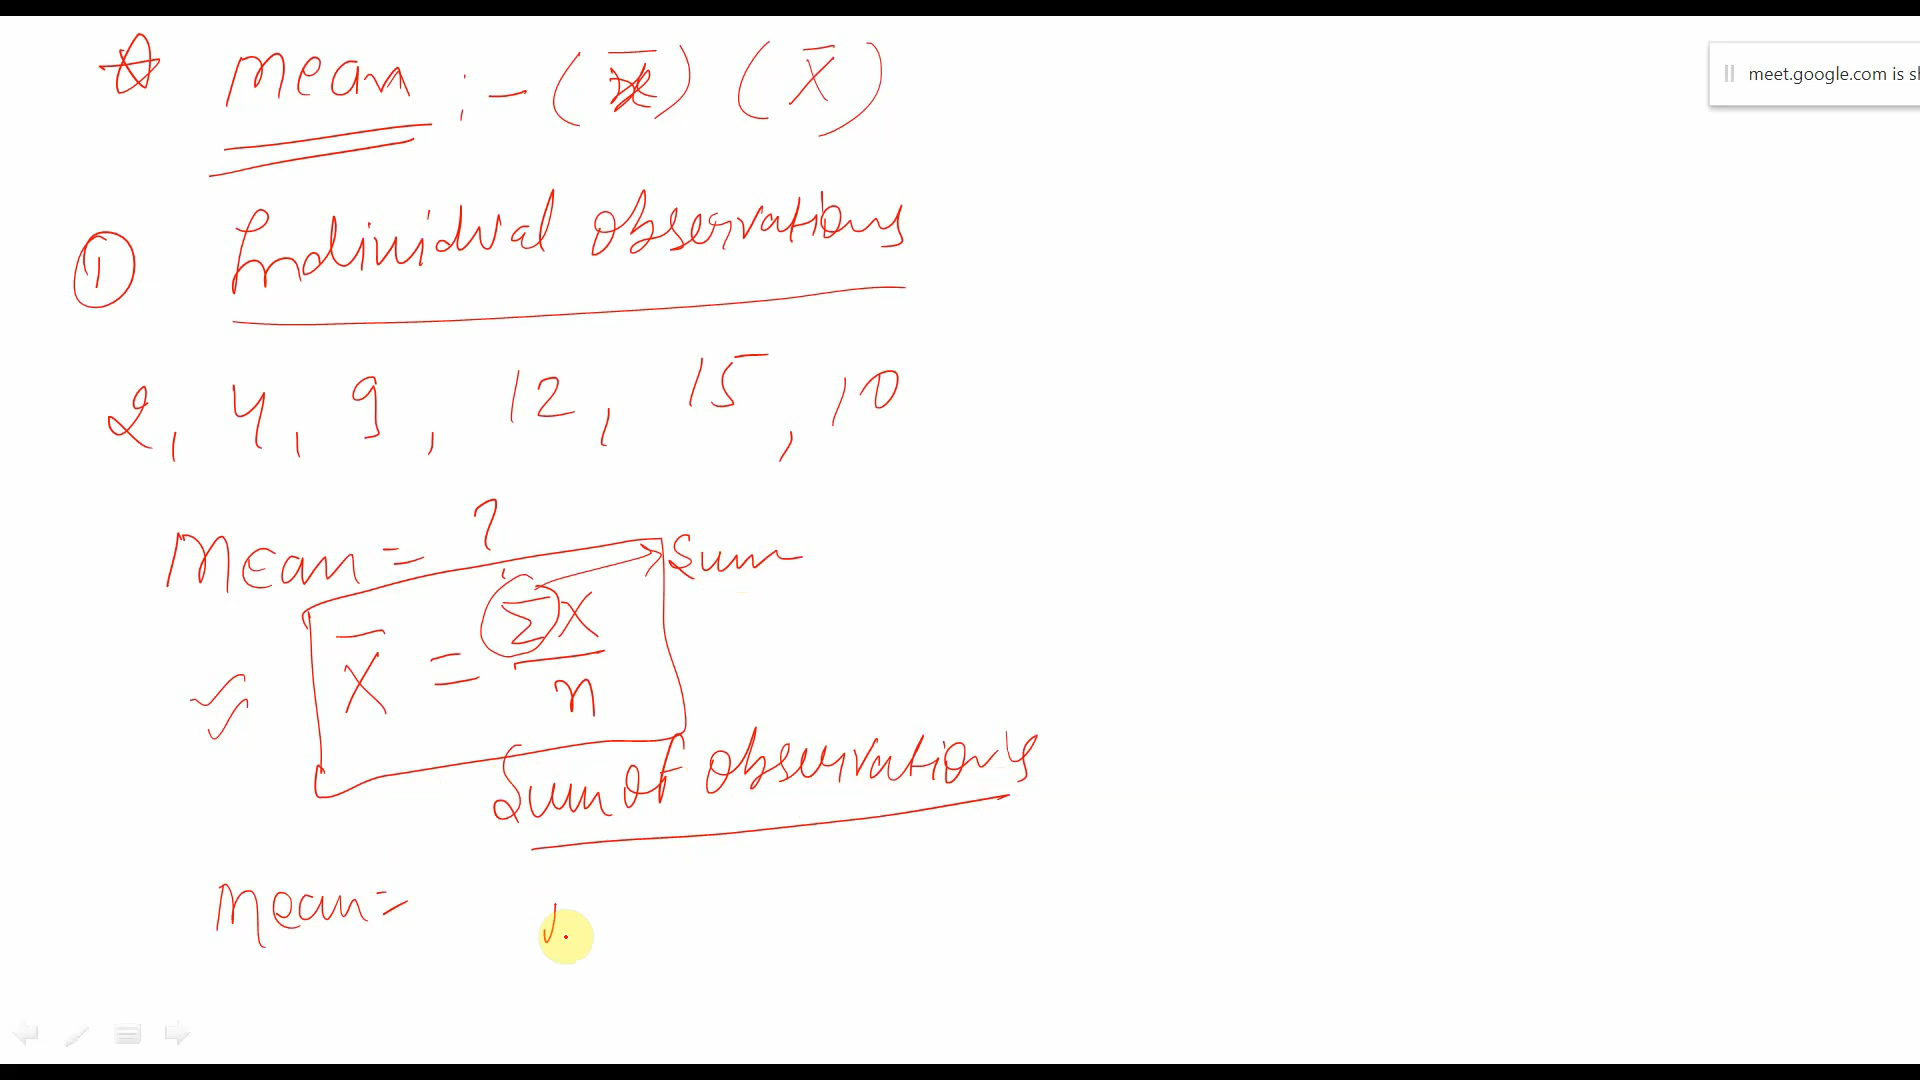 ☆ Mean :- (x̄) (X̄)
① Individual observations
2, 4, 9, 12, 15, 10
Mean = ?
Sum
X̄ = ΣX / n
Sum of observations
Mean =
meet.google.com is sh